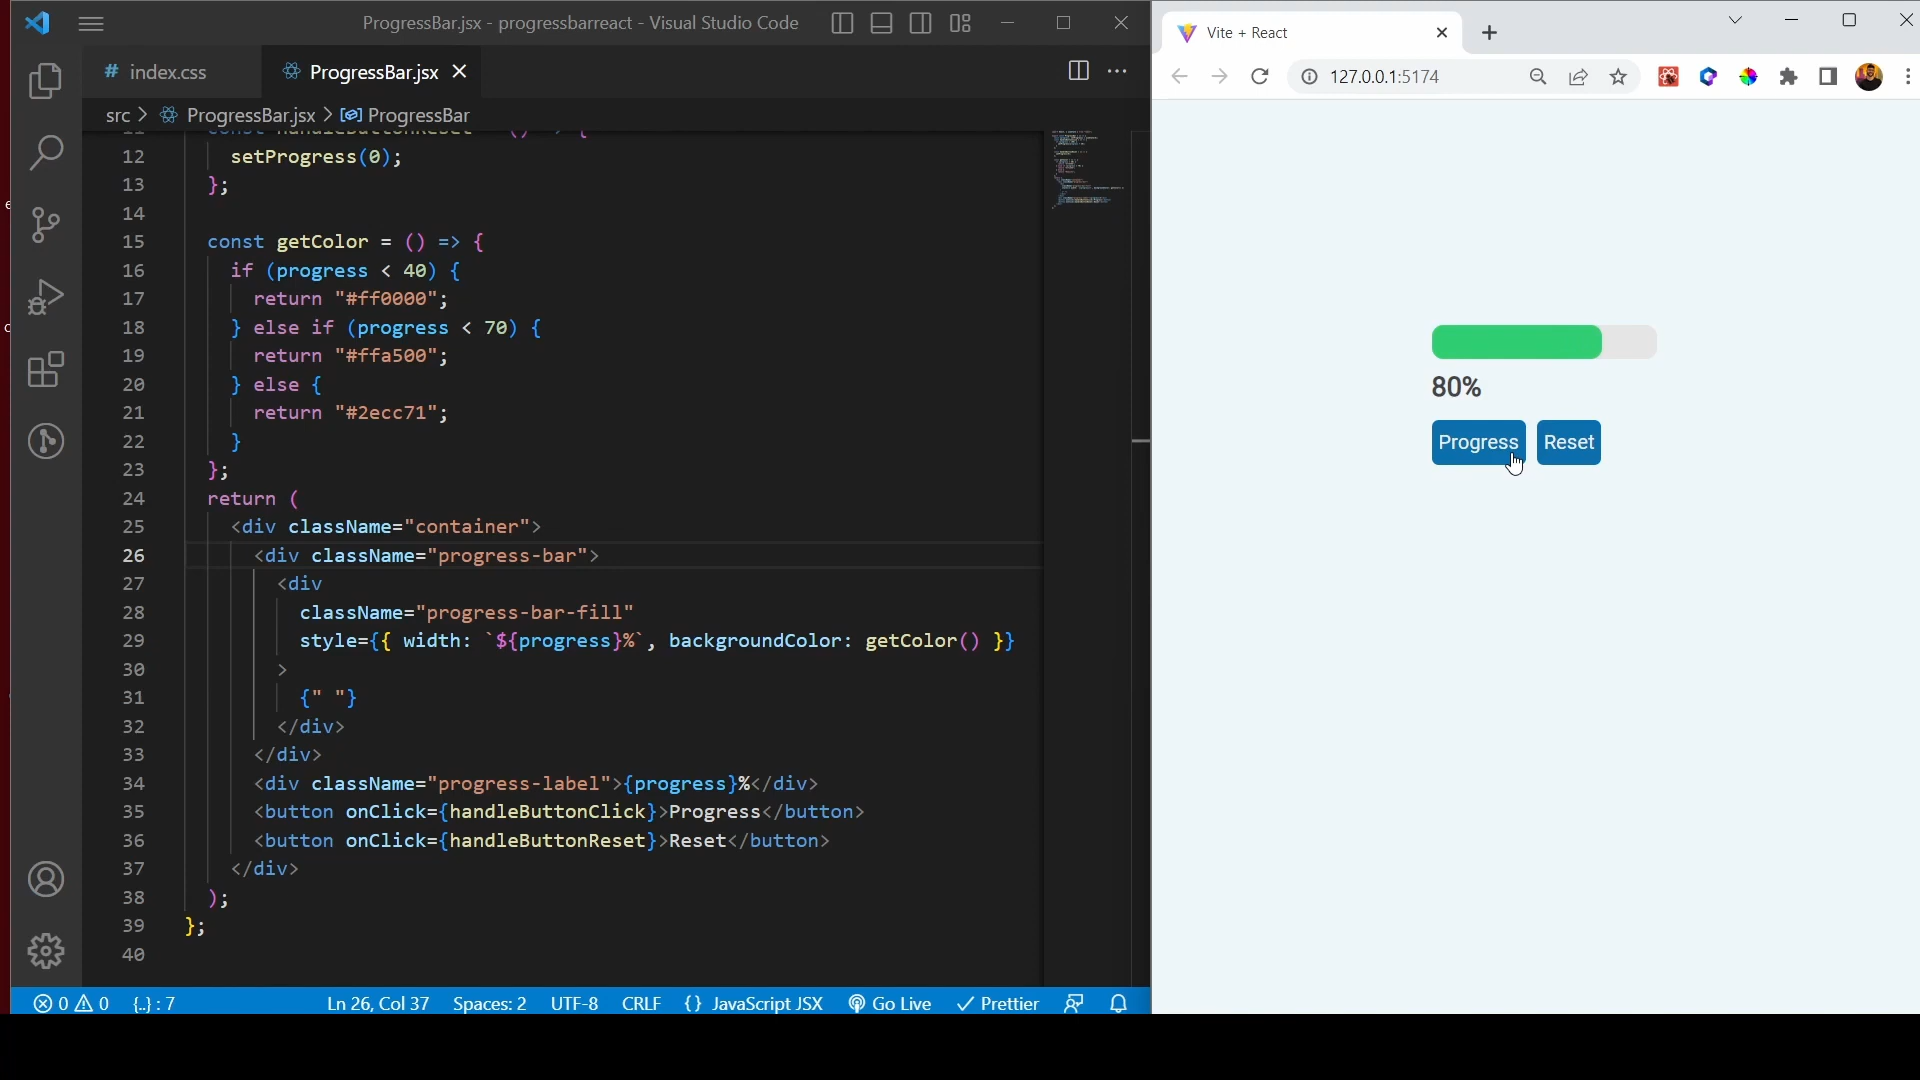 ProgressBar.jsx - progressbarreact - Visual Studio Code
# index.css
ProgressBar.jsx
src > ProgressBar.jsx > ProgressBar
12 setProgress(0);
13 };
14
15 const getColor = () => {
16 if (progress < 40) {
17 return "#ff0000";
18 } else if (progress < 70) {
19 return "#ffa500";
20 } else {
21 return "#2ecc71";
22 }
23 };
24 return (
25 <div className="container">
26 <div className="progress-bar">
27 <div
28 className="progress-bar-fill"
29 style={{ width: `${progress}%`, backgroundColor: getColor() }}
30 >
31 {" "}
32 </div>
33 </div>
34 <div className="progress-label">{progress}%</div>
35 <button onClick={handleButtonClick}>Progress</button>
36 <button onClick={handleButtonReset}>Reset</button>
37 </div>
38 );
39 };
40
0 0 {..} : 7 Ln 26, Col 37 Spaces: 2 UTF-8 CRLF {} JavaScript JSX Go Live Prettier
Vite + React
127.0.0.1:5174
80%
Progress Reset